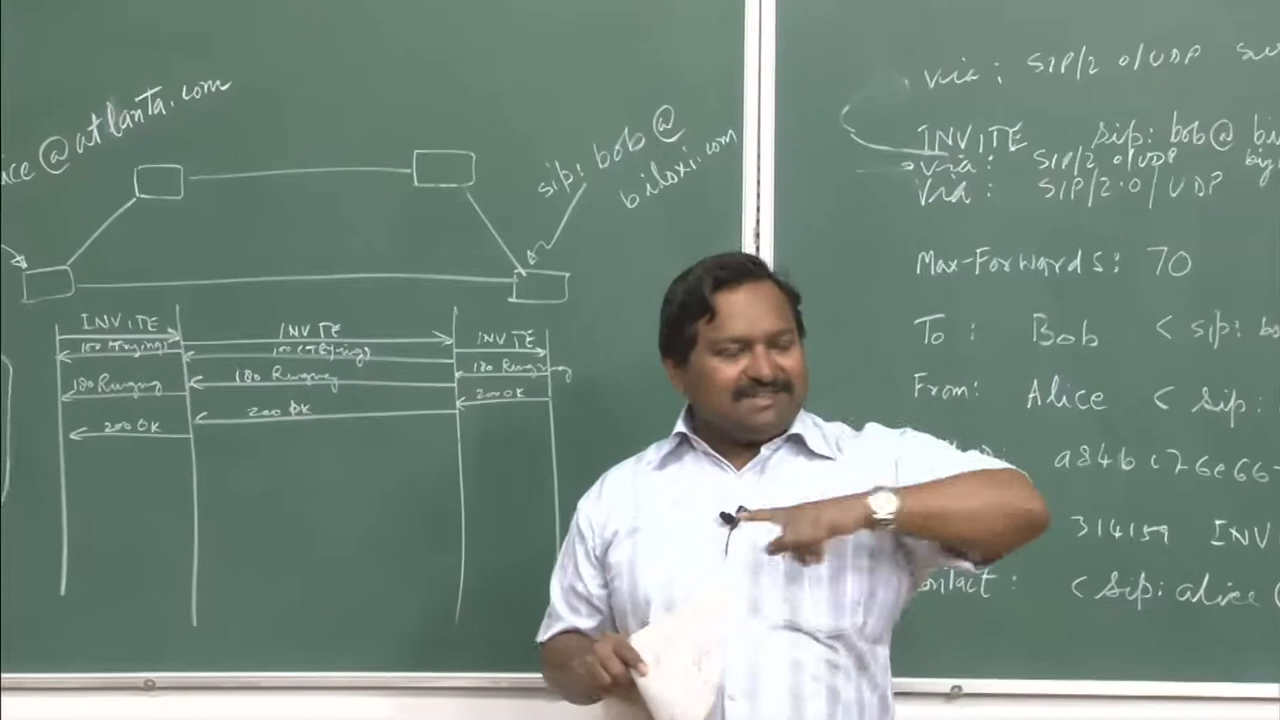 ice@atlanta.com
sip: bob@
biloxi.com
INVITE
INVITE
INVITE
100 Trying
100 (Trying)
180 Ringing
180 Ringing
180 Ringing
200 OK
200 OK
200 OK
via: SIP/2.0/UDP
INVITE sip: bob@ bi
via: SIP/2.0/UDP
Via: SIP/2.0/UDP
Max-Forwards: 70
To: Bob < sip: bo
From: Alice < sip:
a84b c76e66
314159 INV
ontact: < sip: alice